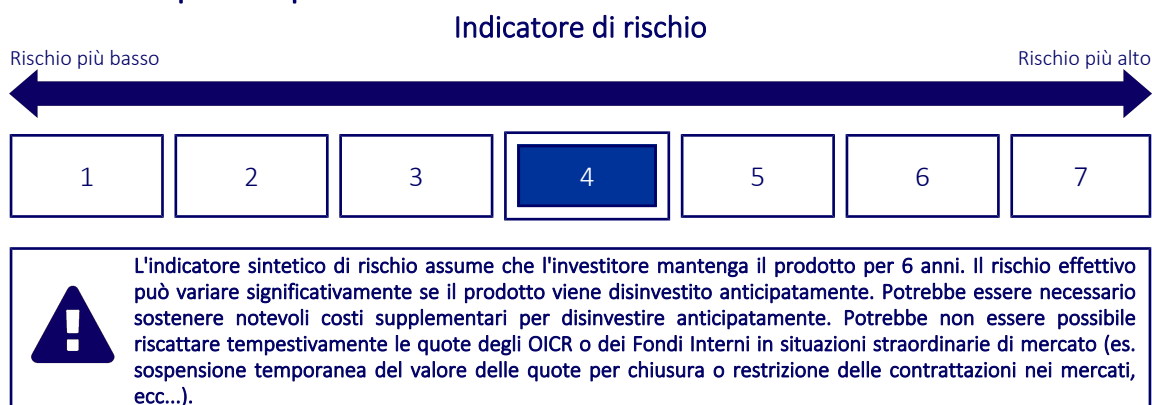 Indicatore di rischio
Rischio più basso
Rischio più alto
1 2 3 4 5 6 7
L'indicatore sintetico di rischio assume che l'investitore mantenga il prodotto per 6 anni. Il rischio effettivo
può variare significativamente se il prodotto viene disinvestito anticipatamente. Potrebbe essere necessario
sostenere notevoli costi supplementari per disinvestire anticipatamente. Potrebbe non essere possibile
riscattare tempestivamente le quote degli OICR o dei Fondi Interni in situazioni straordinarie di mercato (es.
sospensione temporanea del valore delle quote per chiusura o restrizione delle contrattazioni nei mercati,
ecc...).